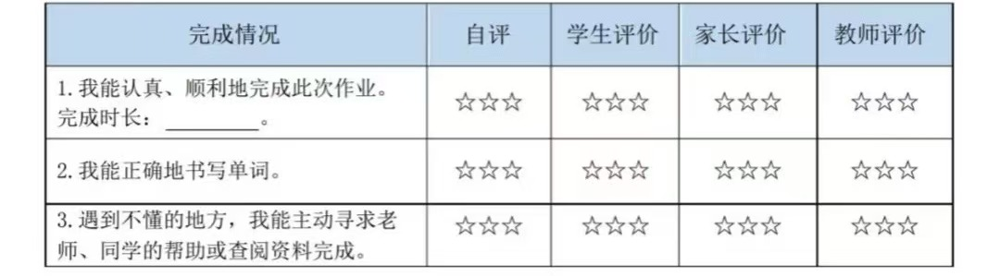 完成情况 自评 学生评价 家长评价 教师评价
1.我能认真、顺利地完成此次作业。
完成时长：________。 ☆☆☆ ☆☆☆ ☆☆☆ ☆☆☆
2.我能正确地书写单词。 ☆☆☆ ☆☆☆ ☆☆☆ ☆☆☆
3.遇到不懂的地方，我能主动寻求老
师、同学的帮助或查阅资料完成。 ☆☆☆ ☆☆☆ ☆☆☆ ☆☆☆